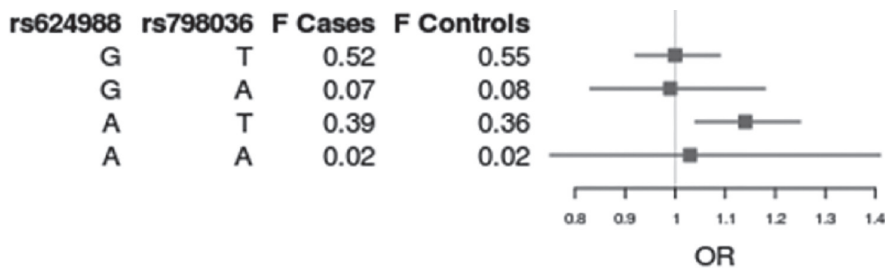 rs624988 rs798036 F Cases F Controls
G T 0.52 0.55
G A 0.07 0.08
A T 0.39 0.36
A A 0.02 0.02
0.8 0.9 1 1.1 1.2 1.3 1.4
OR